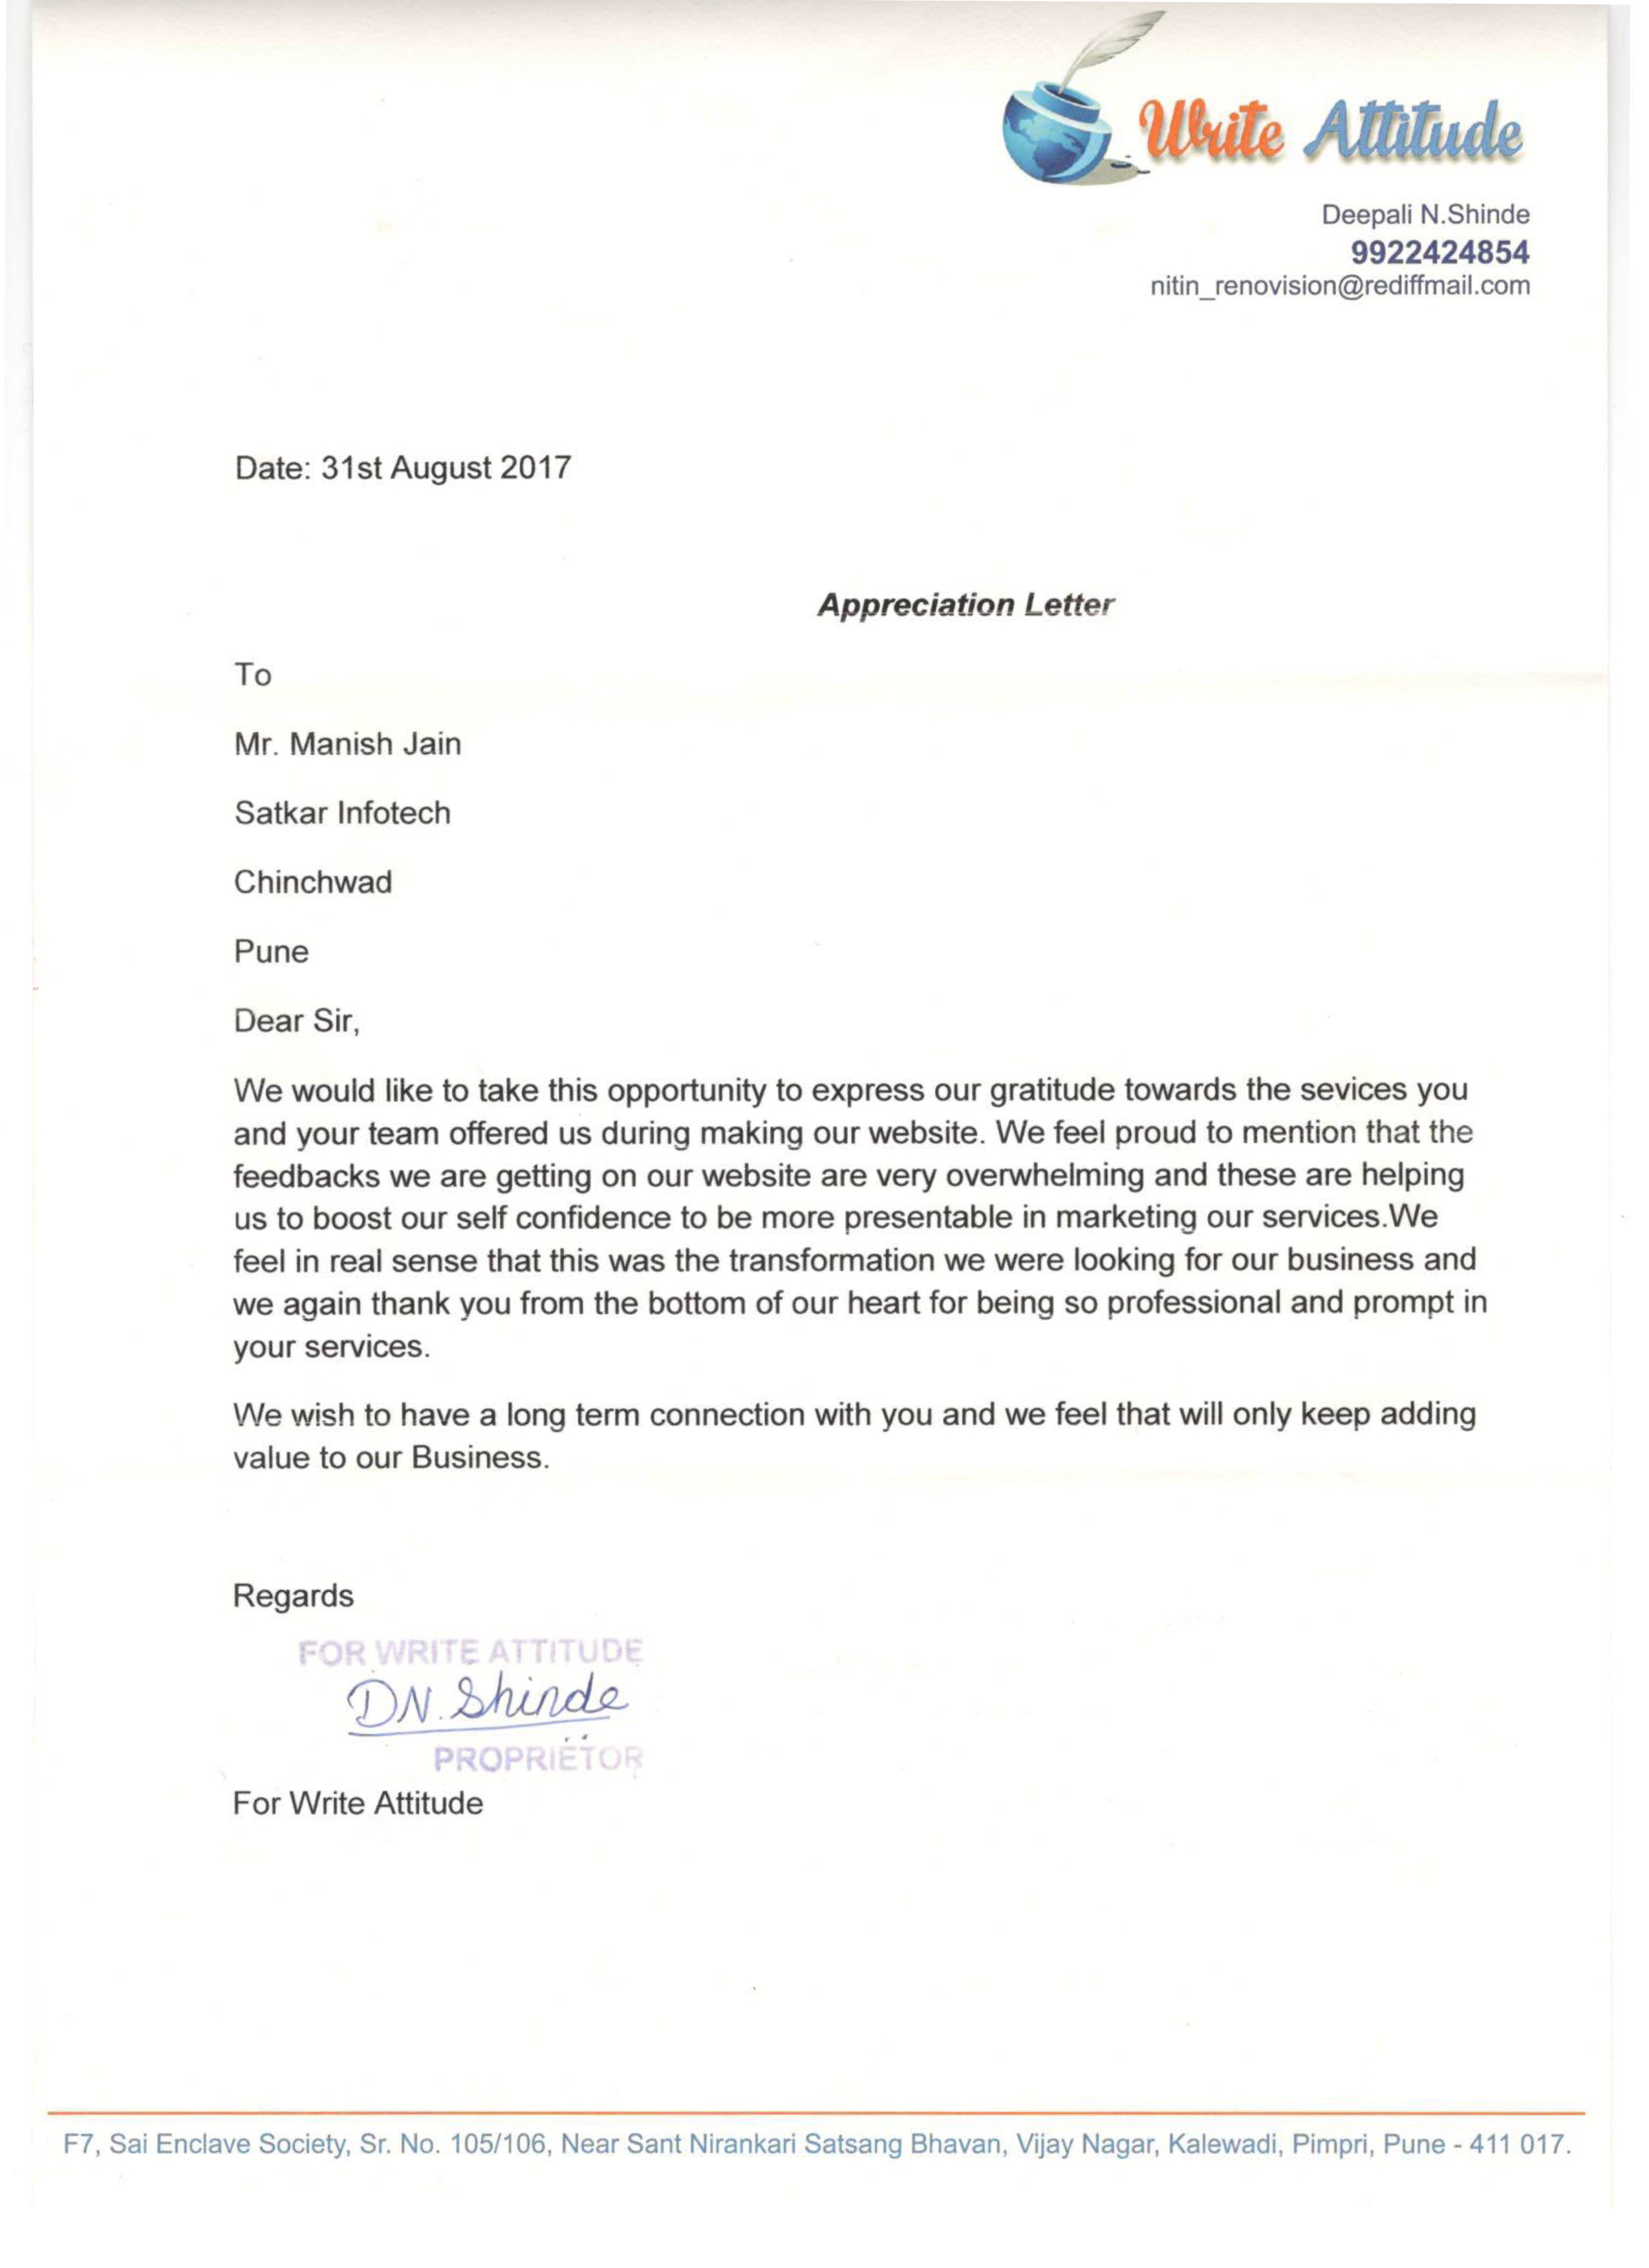 Write Attitude
Deepali N.Shinde
9922424854
nitin_renovision@rediffmail.com
Date: 31st August 2017
Appreciation Letter
To
Mr. Manish Jain
Satkar Infotech
Chinchwad
Pune
Dear Sir,
We would like to take this opportunity to express our gratitude towards the sevices you
and your team offered us during making our website. We feel proud to mention that the
feedbacks we are getting on our website are very overwhelming and these are helping
us to boost our self confidence to be more presentable in marketing our services.We
feel in real sense that this was the transformation we were looking for our business and
we again thank you from the bottom of our heart for being so professional and prompt in
your services.
We wish to have a long term connection with you and we feel that will only keep adding
value to our Business.
Regards
FOR WRITE ATTITUDE
DN. Shinde
PROPRIETOR
For Write Attitude
F7, Sai Enclave Society, Sr. No. 105/106, Near Sant Nirankari Satsang Bhavan, Vijay Nagar, Kalewadi, Pimpri, Pune - 411 017.